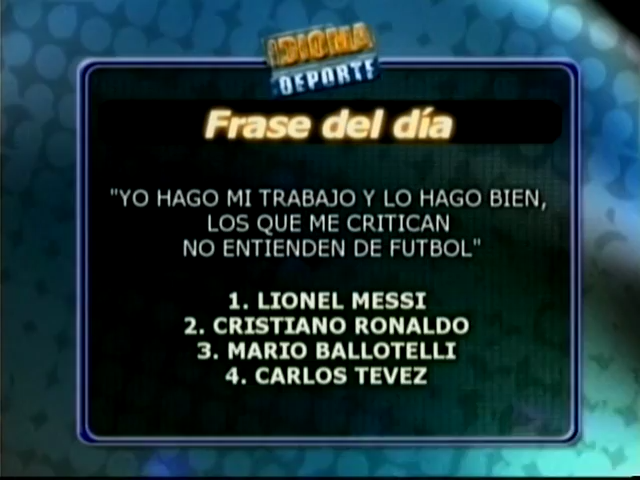 IDIOMA
DEPORTE
Frase del día
"YO HAGO MI TRABAJO Y LO HAGO BIEN,
LOS QUE ME CRITICAN
NO ENTIENDEN DE FUTBOL"
1. LIONEL MESSI
2. CRISTIANO RONALDO
3. MARIO BALLOTELLI
4. CARLOS TEVEZ